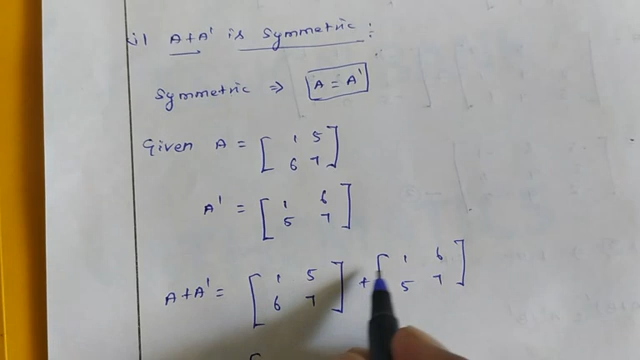 i) A+A' is Symmetric :
Symmetric ⇒ A = A'
Given A = [ 1 5
6 7 ]
A' = [ 1 6
5 7 ]
A+A' = [ 1 5
6 7 ] + [ 1 6
5 7 ]